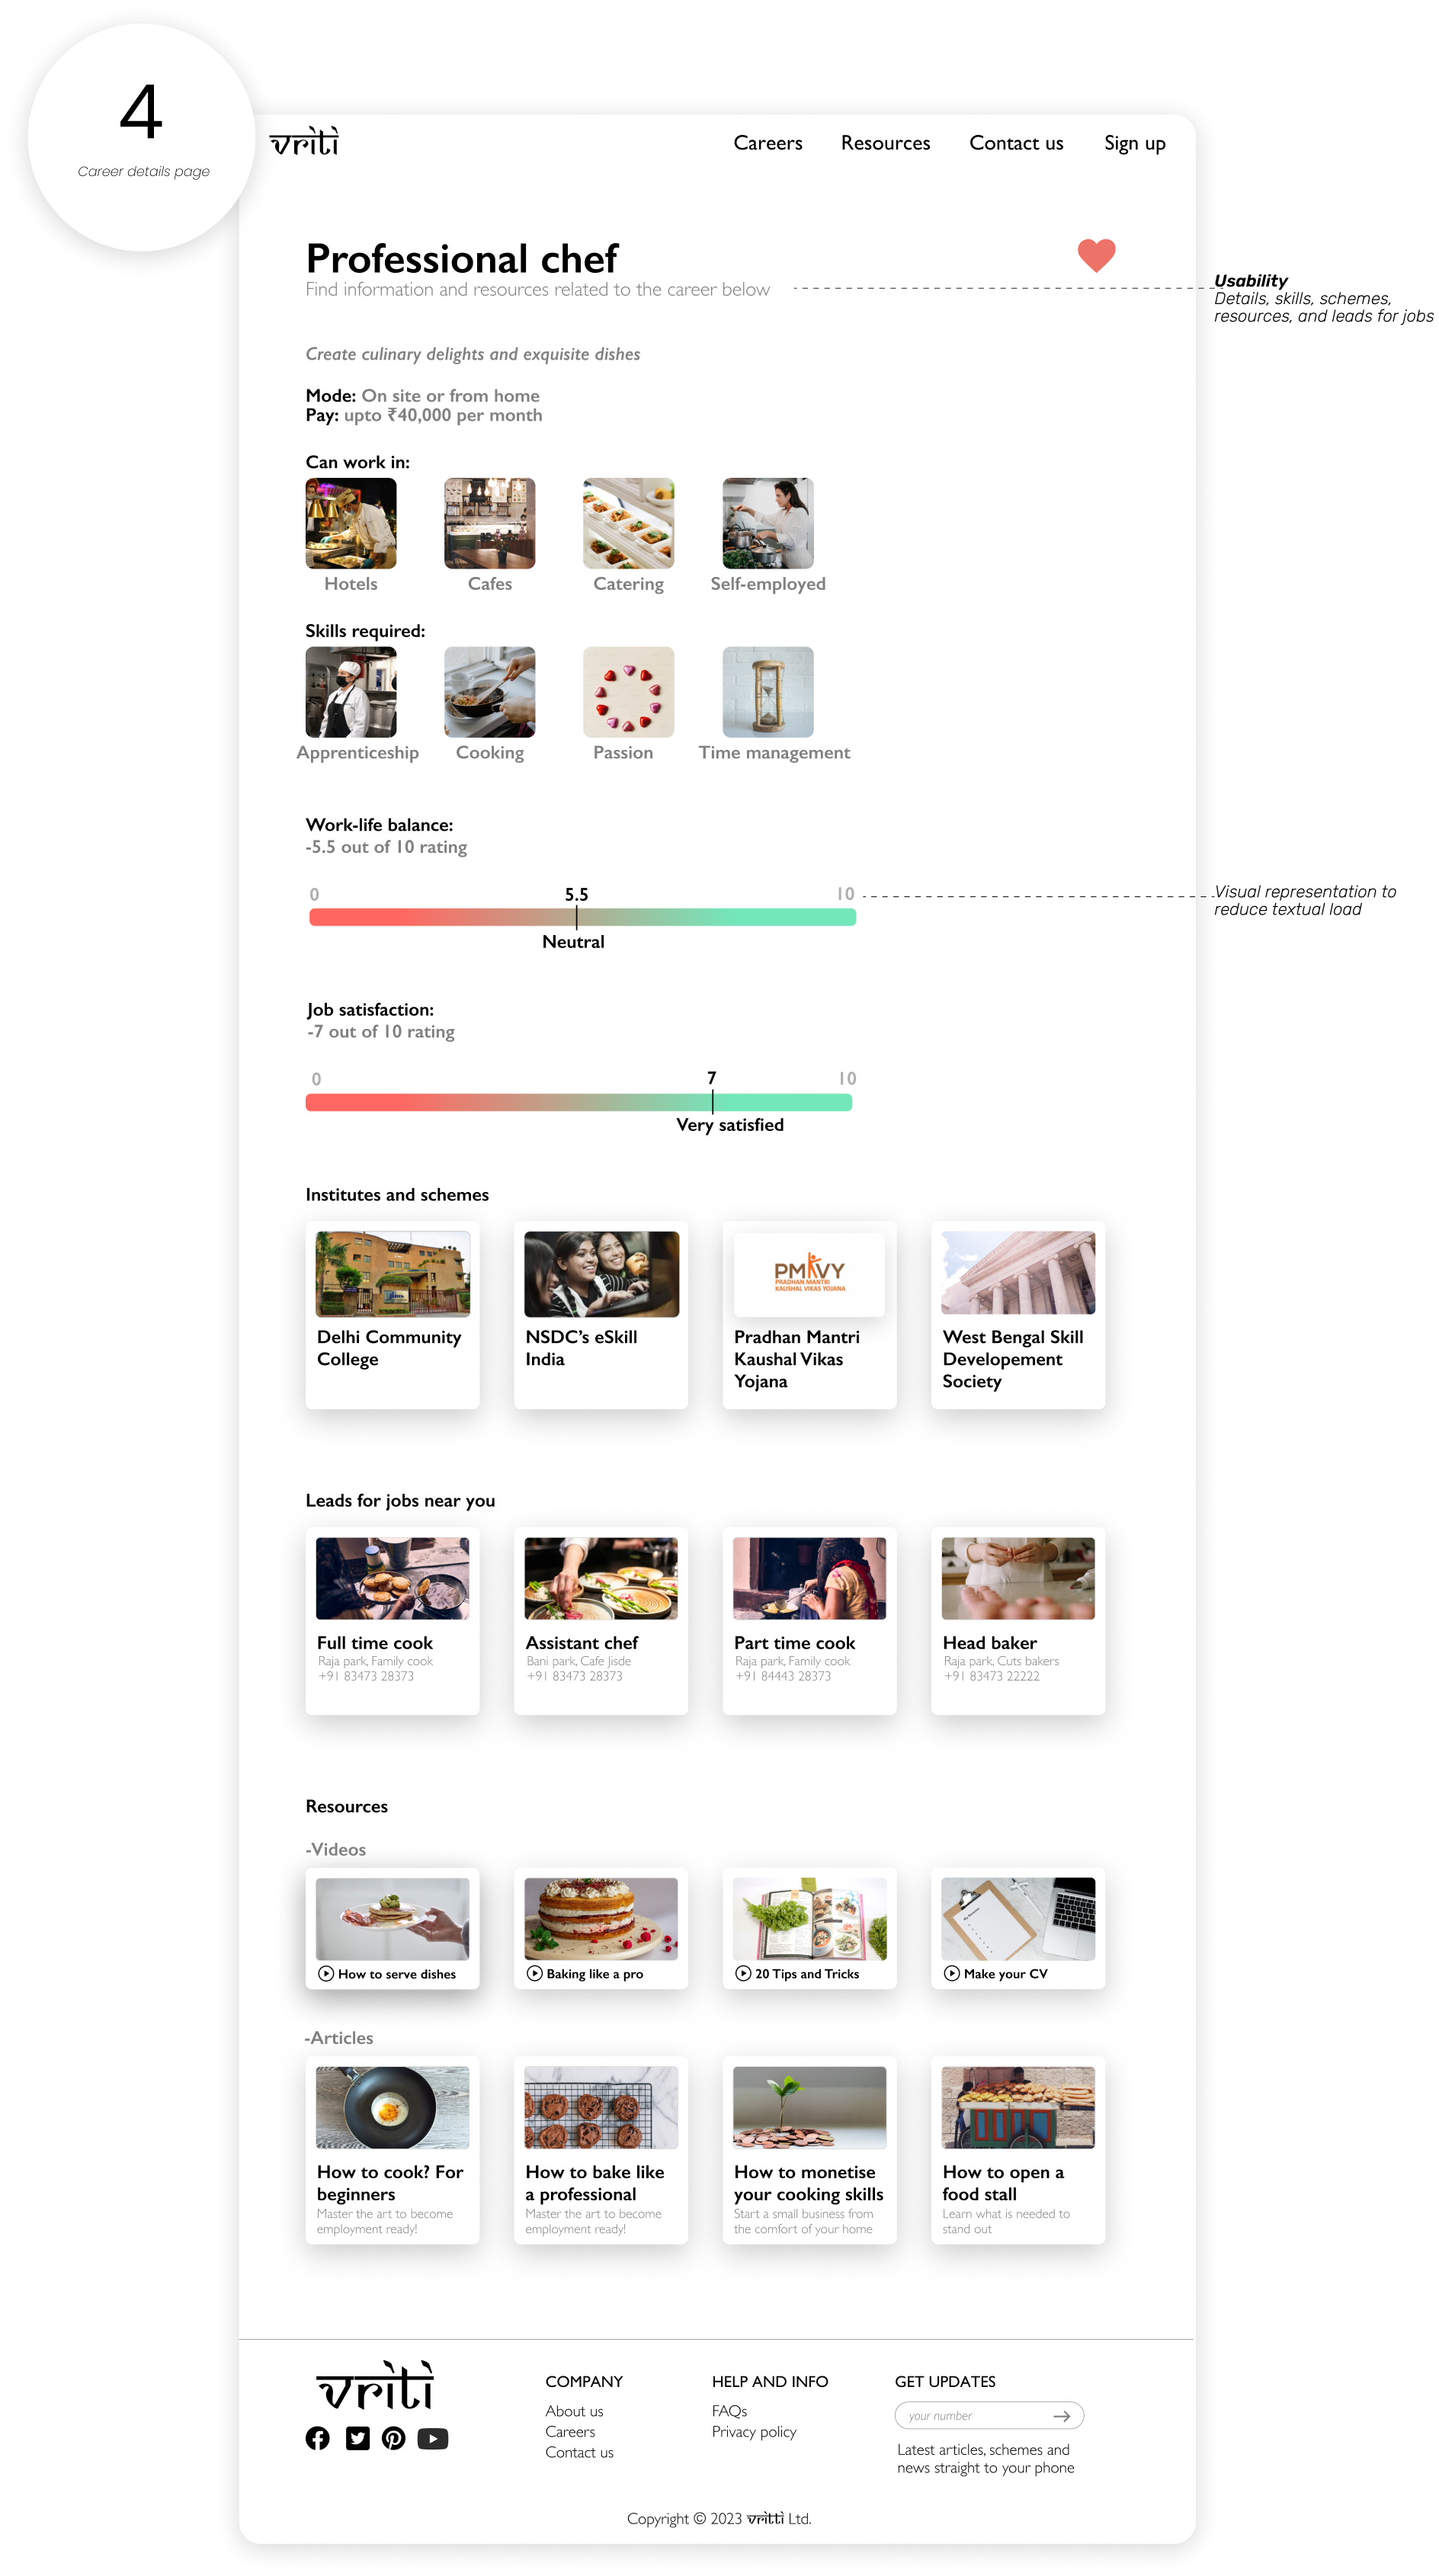 4
Career details page
vriti
Careers Resources Contact us Sign up
Professional chef
Find information and resources related to the career below
Usability
Details, skills, schemes,
resources, and leads for jobs
Create culinary delights and exquisite dishes
Mode: On site or from home
Pay: upto ₹40,000 per month
Can work in:
Hotels Cafes Catering Self-employed
Skills required:
Apprenticeship Cooking Passion Time management
Work-life balance:
-5.5 out of 10 rating
0 5.5 10
Neutral
Visual representation to
reduce textual load
Job satisfaction:
-7 out of 10 rating
0 7 10
Very satisfied
Institutes and schemes
PMKVY
PRADHAN MANTRI
KAUSHAL VIKAS YOJANA
Delhi Community
College
NSDC's eSkill
India
Pradhan Mantri
Kaushal Vikas
Yojana
West Bengal Skill
Developement
Society
Leads for jobs near you
Full time cook
Raja park, Family cook
+91 83473 28373
Assistant chef
Bani park, Cafe Jisde
+91 83473 28373
Part time cook
Raja park, Family cook
+91 84443 28373
Head baker
Raja park, Cuts bakers
+91 83473 22222
Resources
-Videos
How to serve dishes
Baking like a pro
20 Tips and Tricks
Make your CV
-Articles
How to cook? For
beginners
Master the art to become
employment ready!
How to bake like
a professional
Master the art to become
employment ready!
How to monetise
your cooking skills
Start a small business from
the comfort of your home
How to open a
food stall
Learn what is needed to
stand out
vriti
COMPANY
About us
Careers
Contact us
HELP AND INFO
FAQs
Privacy policy
GET UPDATES
your number
Latest articles, schemes and
news straight to your phone
Copyright © 2023 vritti Ltd.